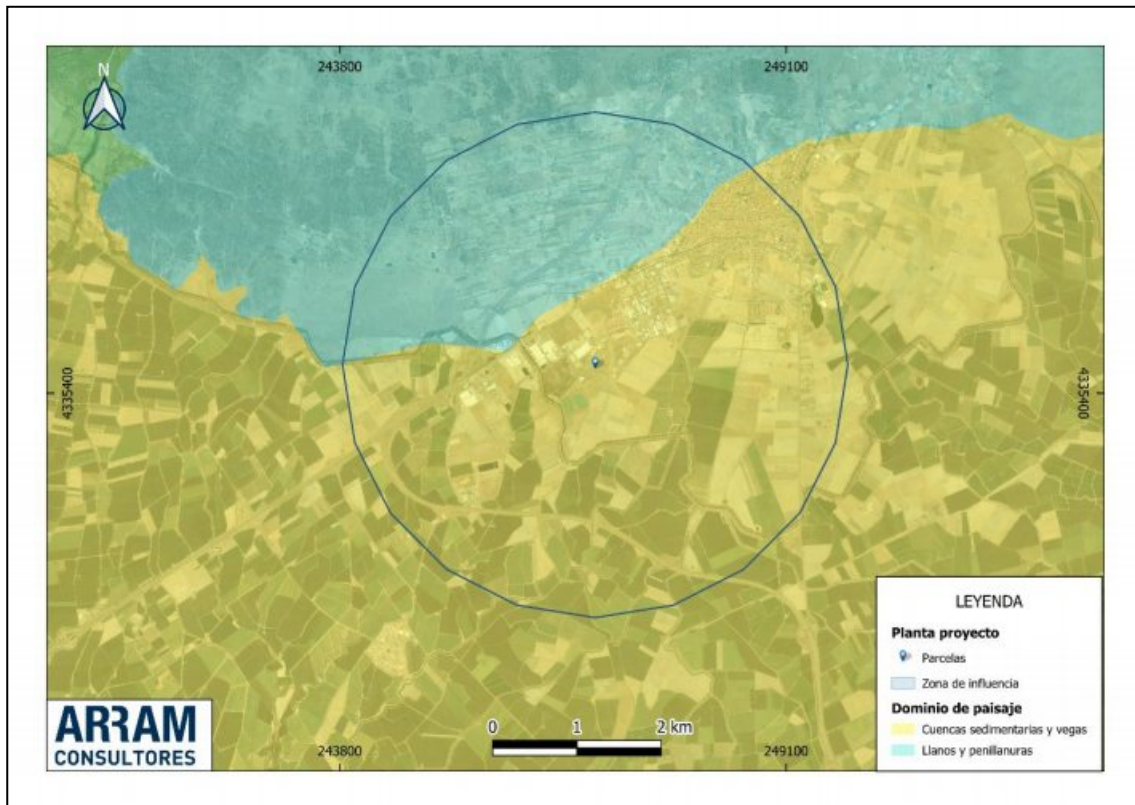 243800
249100
N
4335400
4335400
LEYENDA
Planta proyecto
Parcelas
Zona de influencia
Dominio de paisaje
Cuencas sedimentarias y vegas
Llanos y penillanuras
ARRAM
CONSULTORES
0 1 2 km
243800
249100